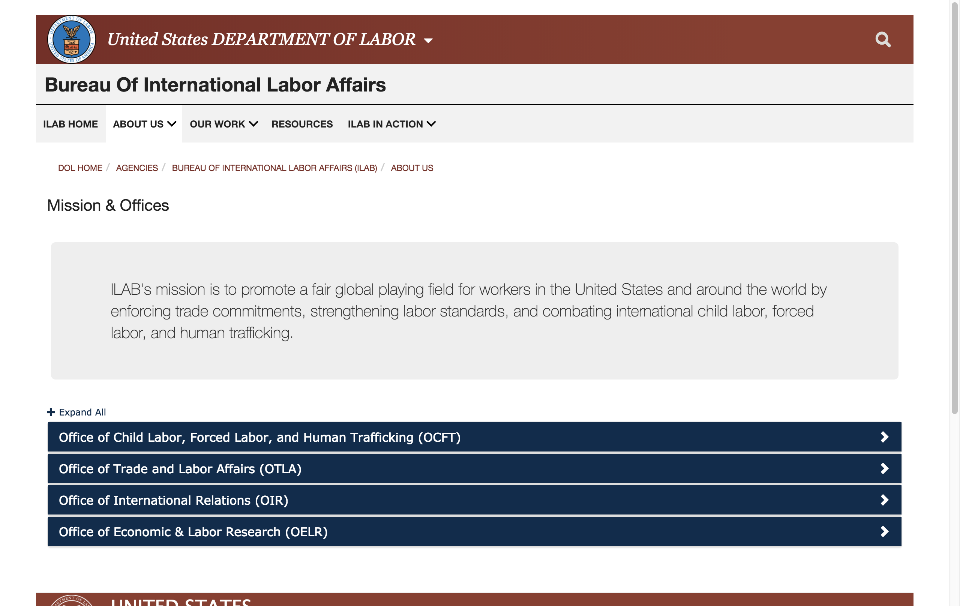 United States DEPARTMENT OF LABOR
Bureau Of International Labor Affairs
ILAB HOME ABOUT US OUR WORK RESOURCES ILAB IN ACTION
DOL HOME / AGENCIES / BUREAU OF INTERNATIONAL LABOR AFFAIRS (ILAB) / ABOUT US
Mission & Offices
ILAB's mission is to promote a fair global playing field for workers in the United States and around the world by
enforcing trade commitments, strengthening labor standards, and combating international child labor, forced
labor, and human trafficking.
+ Expand All
Office of Child Labor, Forced Labor, and Human Trafficking (OCFT)
Office of Trade and Labor Affairs (OTLA)
Office of International Relations (OIR)
Office of Economic & Labor Research (OELR)
UNITED STATES